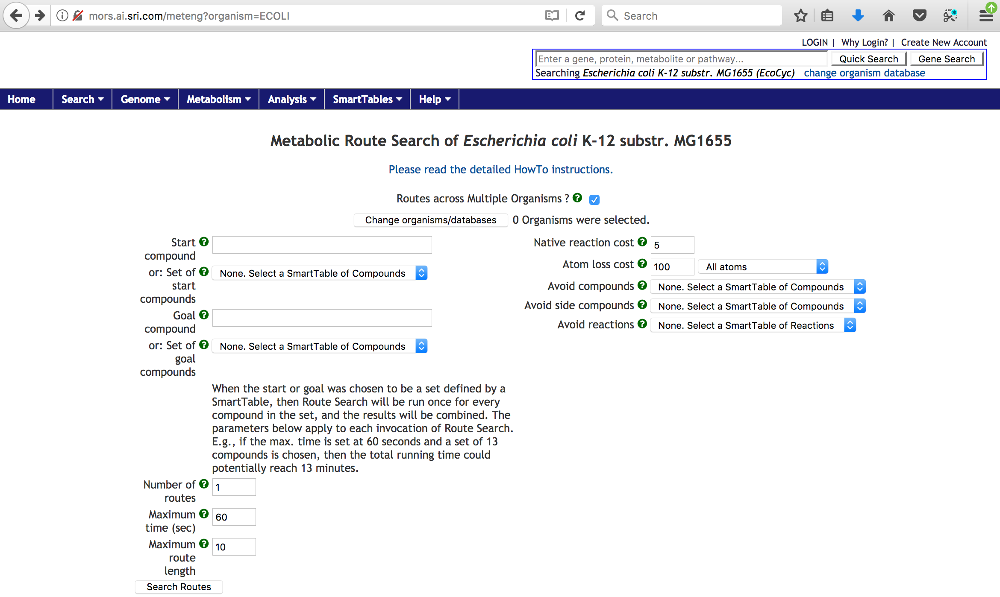 mors.ai.sri.com/meteng?organism=ECOLI
Search
LOGIN | Why Login? | Create New Account
Enter a gene, protein, metabolite or pathway... Quick Search Gene Search
Searching Escherichia coli K-12 substr. MG1655 (EcoCyc) change organism database
Home Search Genome Metabolism Analysis SmartTables Help
Metabolic Route Search of Escherichia coli K-12 substr. MG1655
Please read the detailed HowTo instructions.
Routes across Multiple Organisms ?
Change organisms/databases 0 Organisms were selected.
Start
compound
or: Set of None. Select a SmartTable of Compounds
start
compounds
Goal
compound
or: Set of None. Select a SmartTable of Compounds
goal
compounds
Native reaction cost 5
Atom loss cost 100 All atoms
Avoid compounds None. Select a SmartTable of Compounds
Avoid side compounds None. Select a SmartTable of Compounds
Avoid reactions None. Select a SmartTable of Reactions
When the start or goal was chosen to be a set defined by a
SmartTable, then Route Search will be run once for every
compound in the set, and the results will be combined. The
parameters below apply to each invocation of Route Search.
E.g., if the max. time is set at 60 seconds and a set of 13
compounds is chosen, then the total running time could
potentially reach 13 minutes.
Number of 1
routes
Maximum 60
time (sec)
Maximum 10
route
length
Search Routes